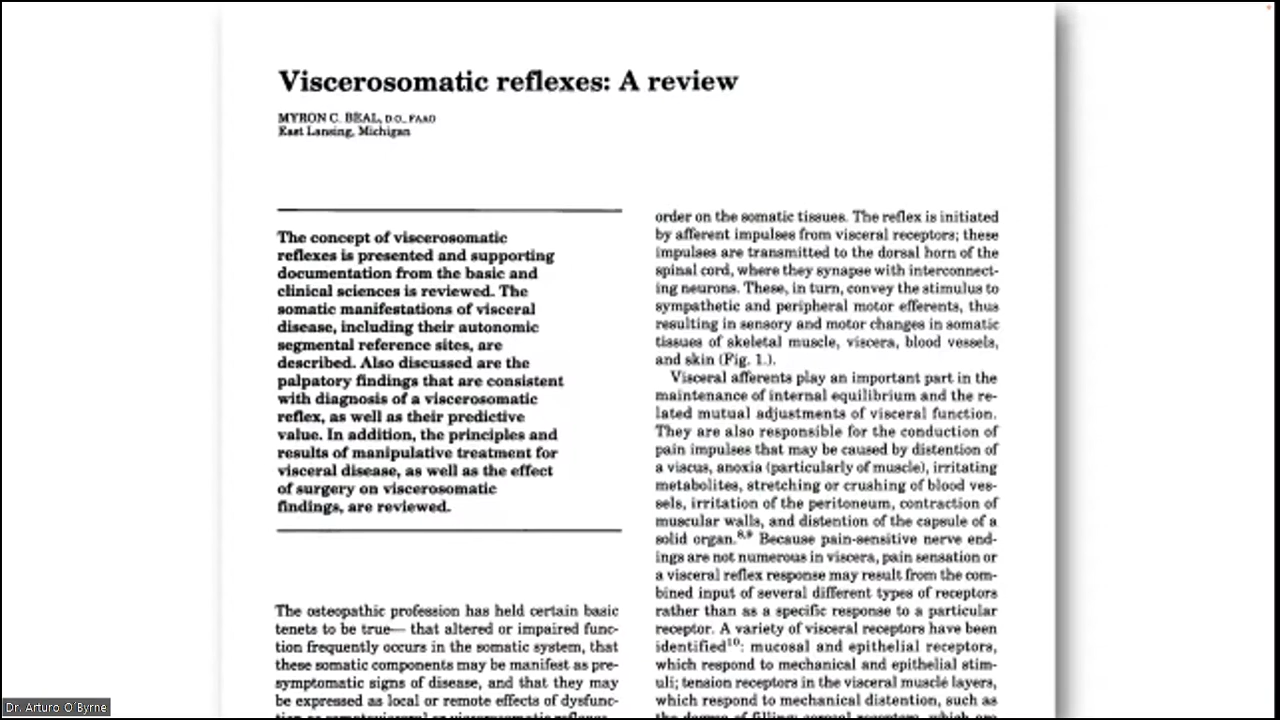 Viscerosomatic reflexes: A review
MYRON C. BEAL, D.O., FAAO
East Lansing, Michigan
The concept of viscerosomatic
reflexes is presented and supporting
documentation from the basic and
clinical sciences is reviewed. The
somatic manifestations of visceral
disease, including their autonomic
segmental reference sites, are
described. Also discussed are the
palpatory findings that are consistent
with diagnosis of a viscerosomatic
reflex, as well as their predictive
value. In addition, the principles and
results of manipulative treatment for
visceral disease, as well as the effect
of surgery on viscerosomatic
findings, are reviewed.
The osteopathic profession has held certain basic
tenets to be true— that altered or impaired func-
tion frequently occurs in the somatic system, that
these somatic components may be manifest as pre-
symptomatic signs of disease, and that they may
be expressed as local or remote effects of dysfunc-
order on the somatic tissues. The reflex is initiated
by afferent impulses from visceral receptors; these
impulses are transmitted to the dorsal horn of the
spinal cord, where they synapse with interconnect-
ing neurons. These, in turn, convey the stimulus to
sympathetic and peripheral motor efferents, thus
resulting in sensory and motor changes in somatic
tissues of skeletal muscle, viscera, blood vessels,
and skin (Fig. 1.).
Visceral afferents play an important part in the
maintenance of internal equilibrium and the re-
lated mutual adjustments of visceral function.
They are also responsible for the conduction of
pain impulses that may be caused by distention of
a viscus, anoxia (particularly of muscle), irritating
metabolites, stretching or crushing of blood ves-
sels, irritation of the peritoneum, contraction of
muscular walls, and distention of the capsule of a
solid organ.8,9 Because pain-sensitive nerve end-
ings are not numerous in viscera, pain sensation or
a visceral reflex response may result from the com-
bined input of several different types of receptors
rather than as a specific response to a particular
receptor. A variety of visceral receptors have been
identified10: mucosal and epithelial receptors,
which respond to mechanical and epithelial stim-
uli; tension receptors in the visceral muscle layers,
which respond to mechanical distention, such as
Dr. Arturo O´Byrne